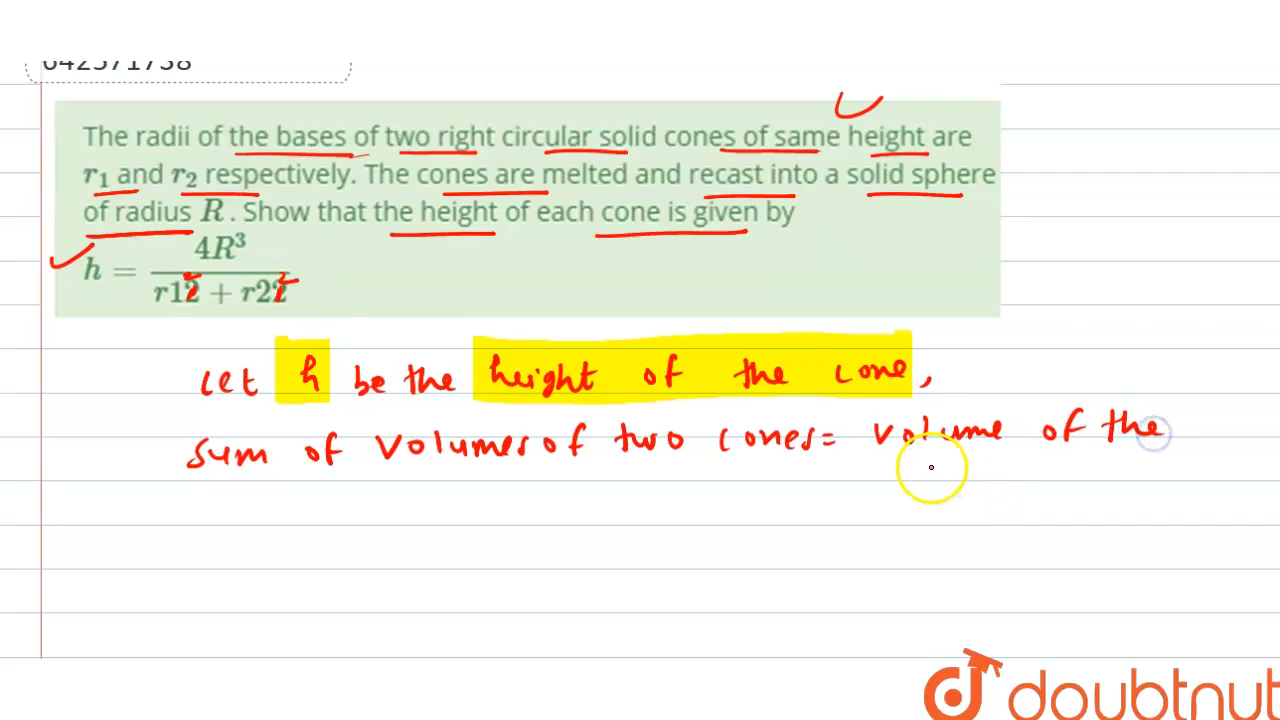 642571738
The radii of the bases of two right circular solid cones of same height are
r₁ and r₂ respectively. The cones are melted and recast into a solid sphere
of radius R . Show that the height of each cone is given by
h = 4R³ / r12 + r22
Let h be the height of the cone,
sum of volumes of two cones = volume of the
doubtnut